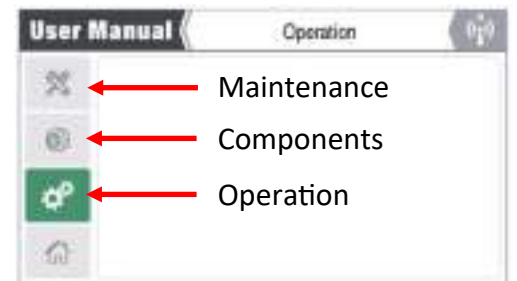 User Manual Operation
Maintenance
Components
Operation